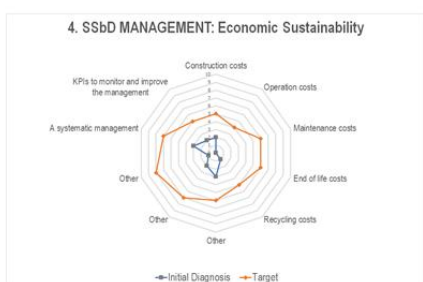 4. SSbD MANAGEMENT: Economic Sustainability
Construction costs
10
KPIs to monitor and improve
the management
Operation costs
A systematic management
Maintenance costs
Other
End of life costs
Other
Recycling costs
Other
Initial Diagnosis
Target